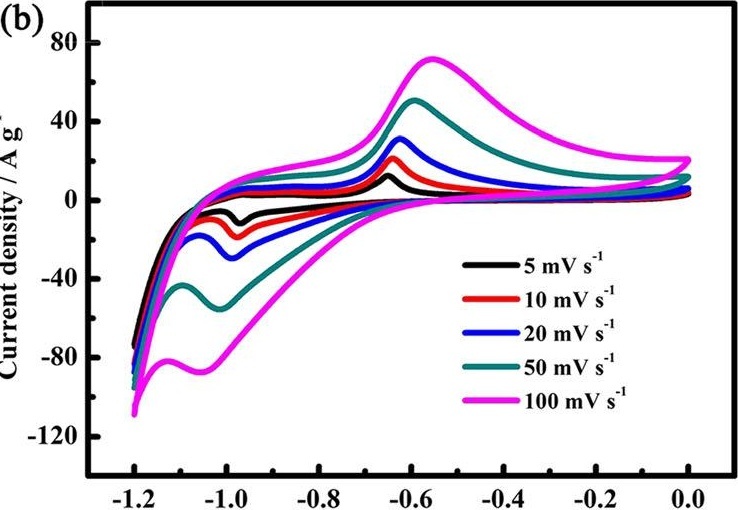 (b)
Current density / A g⁻
80
40
0
-40
-80
-120
5 mV s⁻¹
10 mV s⁻¹
20 mV s⁻¹
50 mV s⁻¹
100 mV s⁻¹
-1.2 -1.0 -0.8 -0.6 -0.4 -0.2 0.0